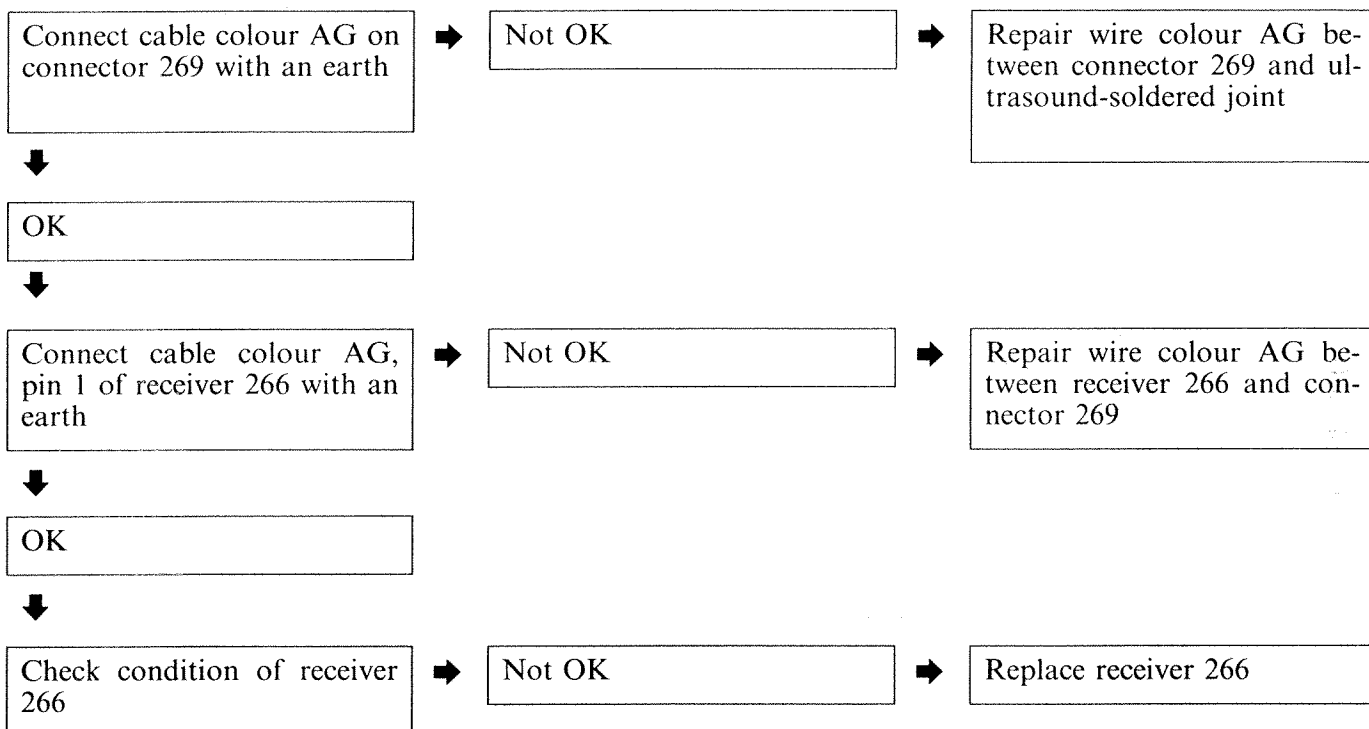 Connect cable colour AG on
connector 269 with an earth
Not OK
Repair wire colour AG be-
tween connector 269 and ul-
trasound-soldered joint
OK
Connect cable colour AG,
pin 1 of receiver 266 with an
earth
Not OK
Repair wire colour AG be-
tween receiver 266 and con-
nector 269
OK
Check condition of receiver
266
Not OK
Replace receiver 266